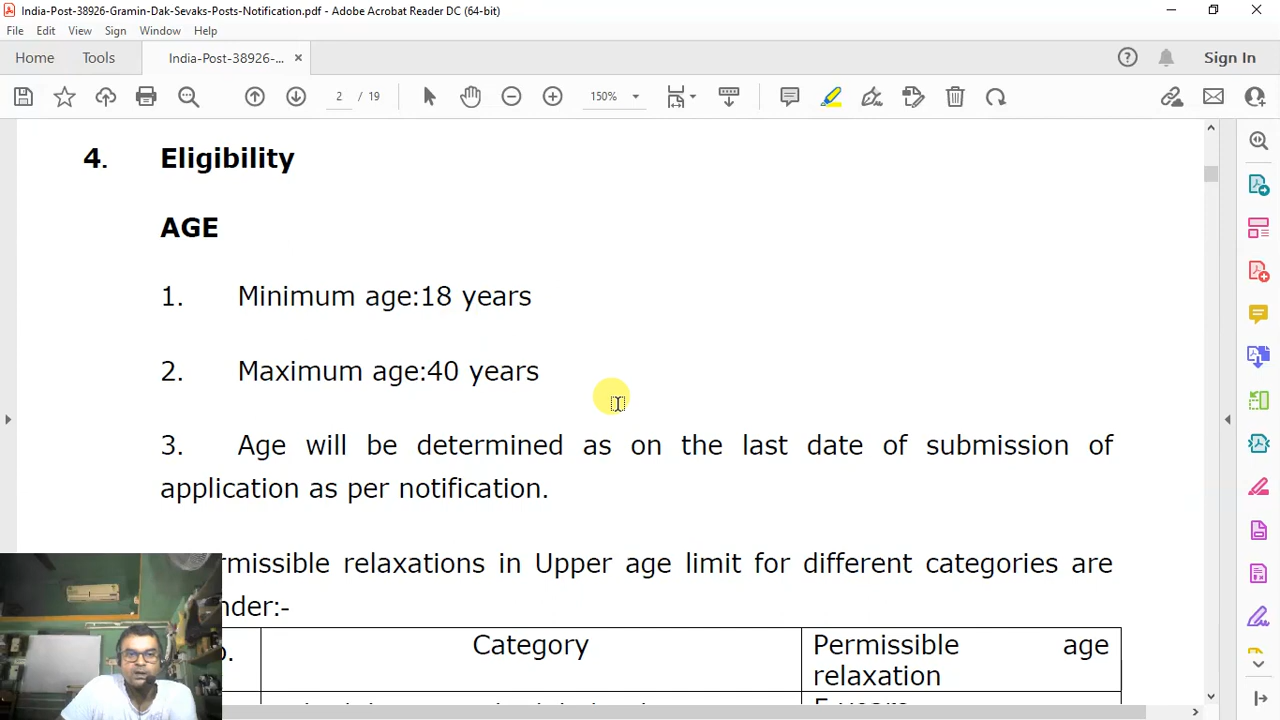 India-Post-38926-Gramin-Dak-Sevaks-Posts-Notification.pdf - Adobe Acrobat Reader DC (64-bit)
File Edit View Sign Window Help
Home Tools India-Post-38926-... × Sign In
2 / 19 150%
4. Eligibility
AGE
1. Minimum age:18 years
2. Maximum age:40 years
3. Age will be determined as on the last date of submission of
application as per notification.
rmissible relaxations in Upper age limit for different categories are
nder:-
o. Category Permissible age
relaxation
5 years